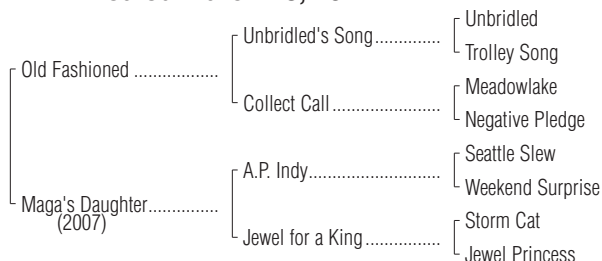 Unbridled
Unbridled's Song
Trolley Song
Old Fashioned
Meadowlake
Collect Call
Negative Pledge
Seattle Slew
A.P. Indy
Weekend Surprise
Maga's Daughter
(2007)
Storm Cat
Jewel for a King
Jewel Princess